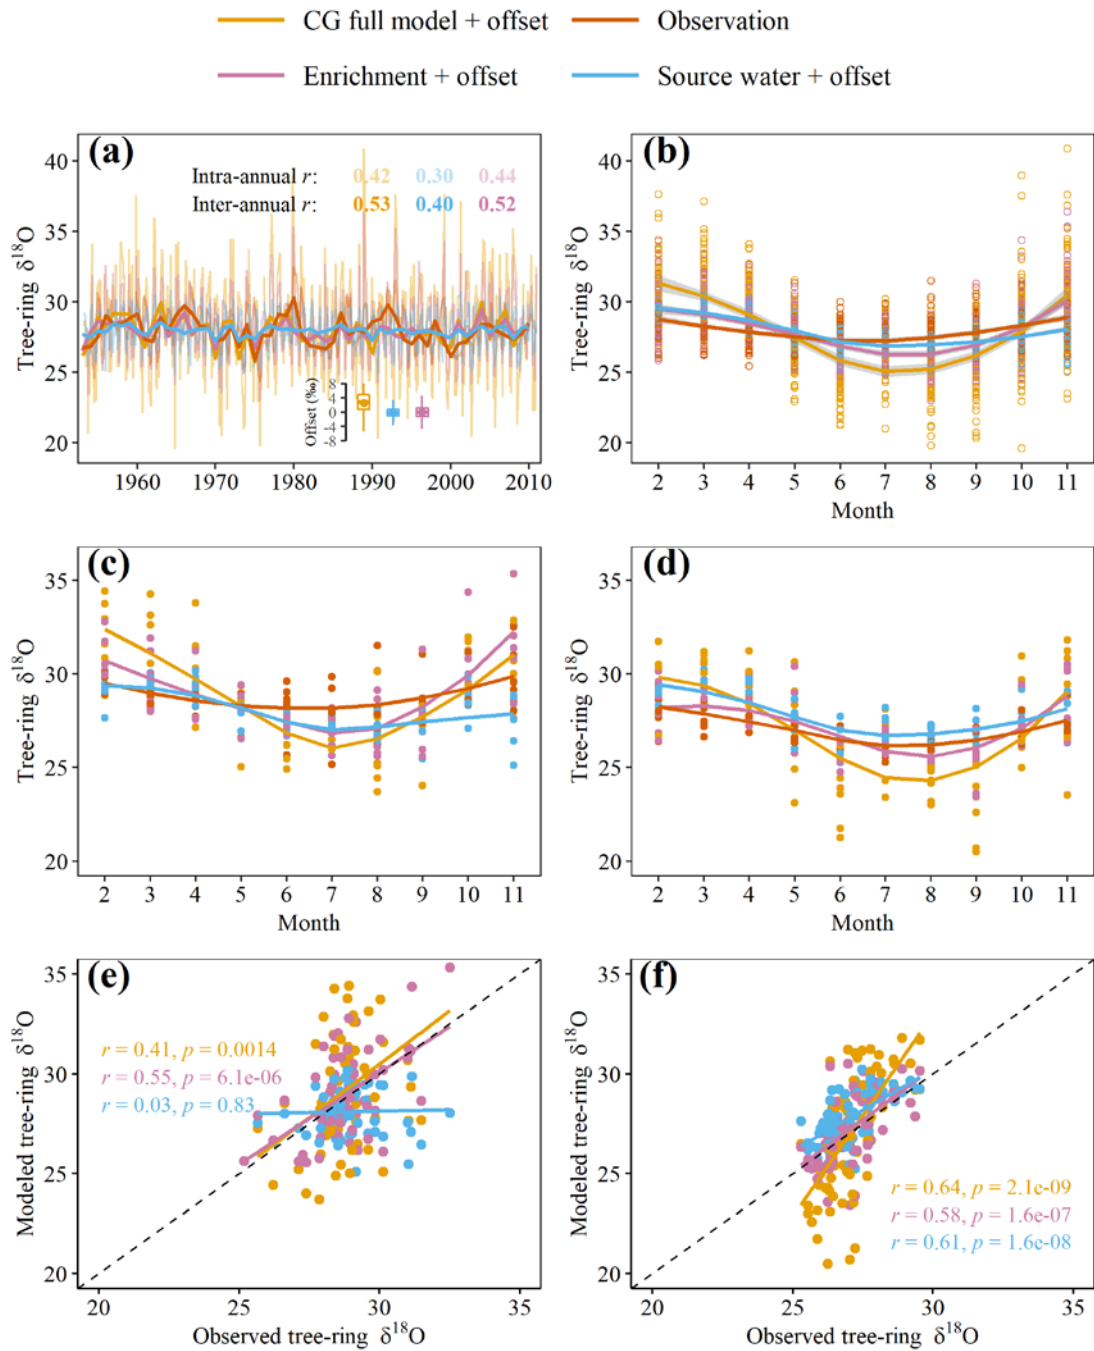 CG full model + offset
Observation
Enrichment + offset
Source water + offset
(a)
Intra-annual r: 0.42 0.30 0.44
Inter-annual r: 0.53 0.40 0.52
Tree-ring δ¹⁸O
40
35
30
25
20
Offset (‰)
8
4
0
-4
-8
1960 1970 1980 1990 2000 2010
(b)
Tree-ring δ¹⁸O
40
35
30
25
20
2 3 4 5 6 7 8 9 10 11
Month
(c)
Tree-ring δ¹⁸O
35
30
25
20
2 3 4 5 6 7 8 9 10 11
Month
(d)
Tree-ring δ¹⁸O
35
30
25
20
2 3 4 5 6 7 8 9 10 11
Month
(e)
Modeled tree-ring δ¹⁸O
35
30
25
20
r = 0.41, p = 0.0014
r = 0.55, p = 6.1e-06
r = 0.03, p = 0.83
20 25 30 35
Observed tree-ring δ¹⁸O
(f)
Modeled tree-ring δ¹⁸O
35
30
25
20
r = 0.64, p = 2.1e-09
r = 0.58, p = 1.6e-07
r = 0.61, p = 1.6e-08
20 25 30 35
Observed tree-ring δ¹⁸O